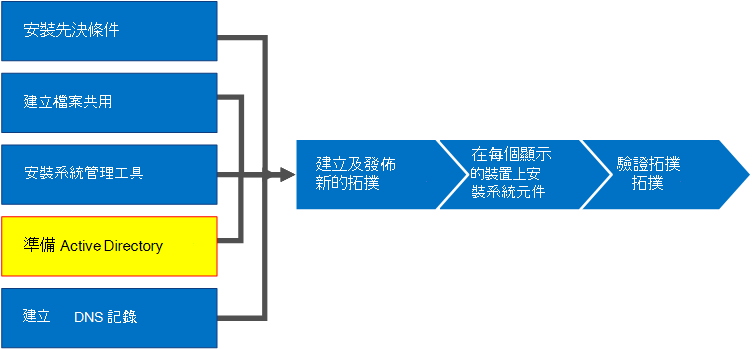 安裝先決條件
建立檔案共用
安裝系統管理工具
準備 Active Directory
建立 DNS 記錄
建立及發佈
新的拓撲
在每個顯示
的裝置上安
裝系統元件
驗證拓撲
拓撲